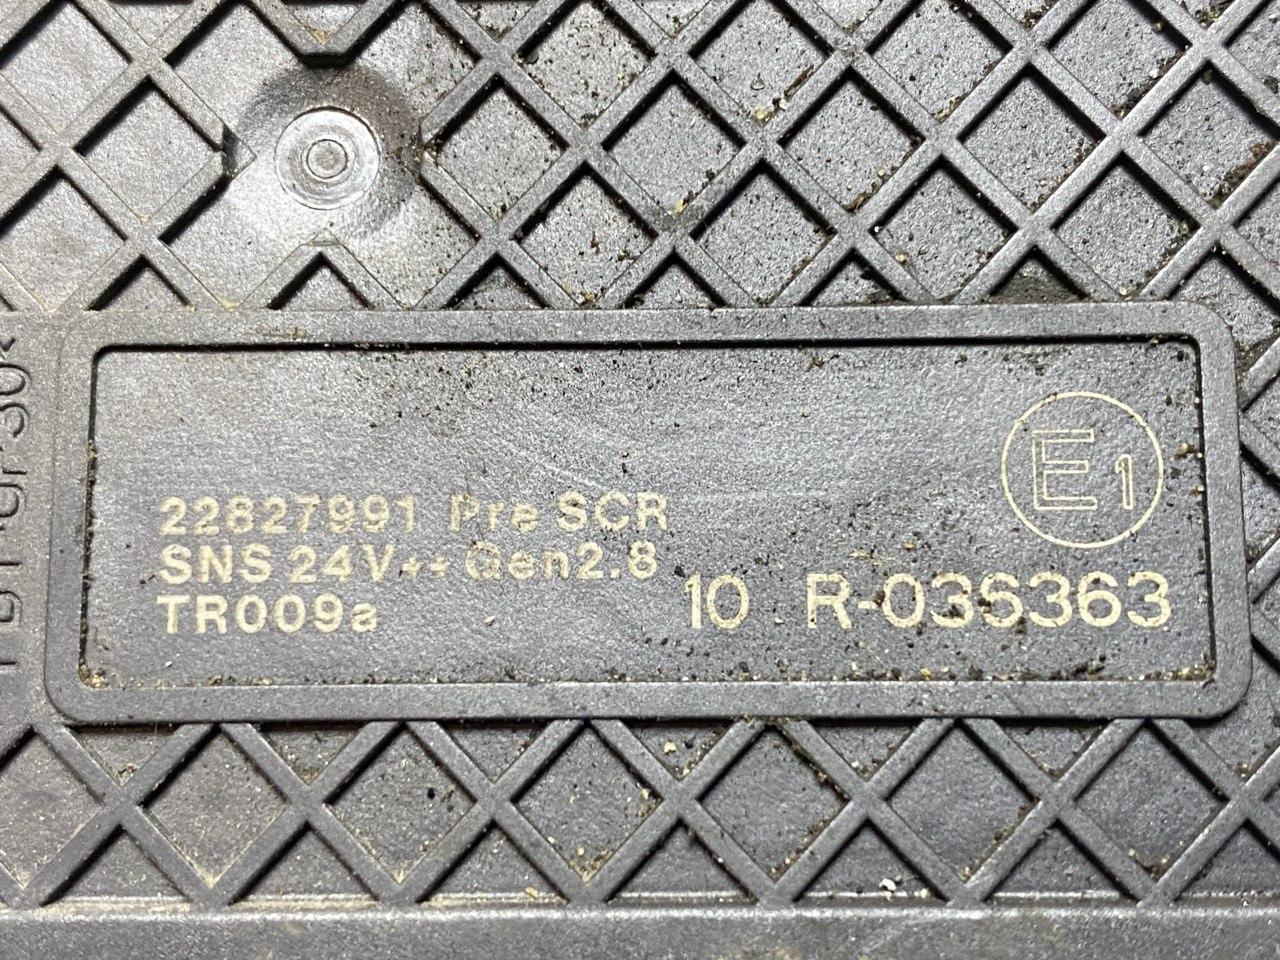 E1
22827991 Pre SCR
SNS 24V++ Gen2.8
TR009a
10 R-036363